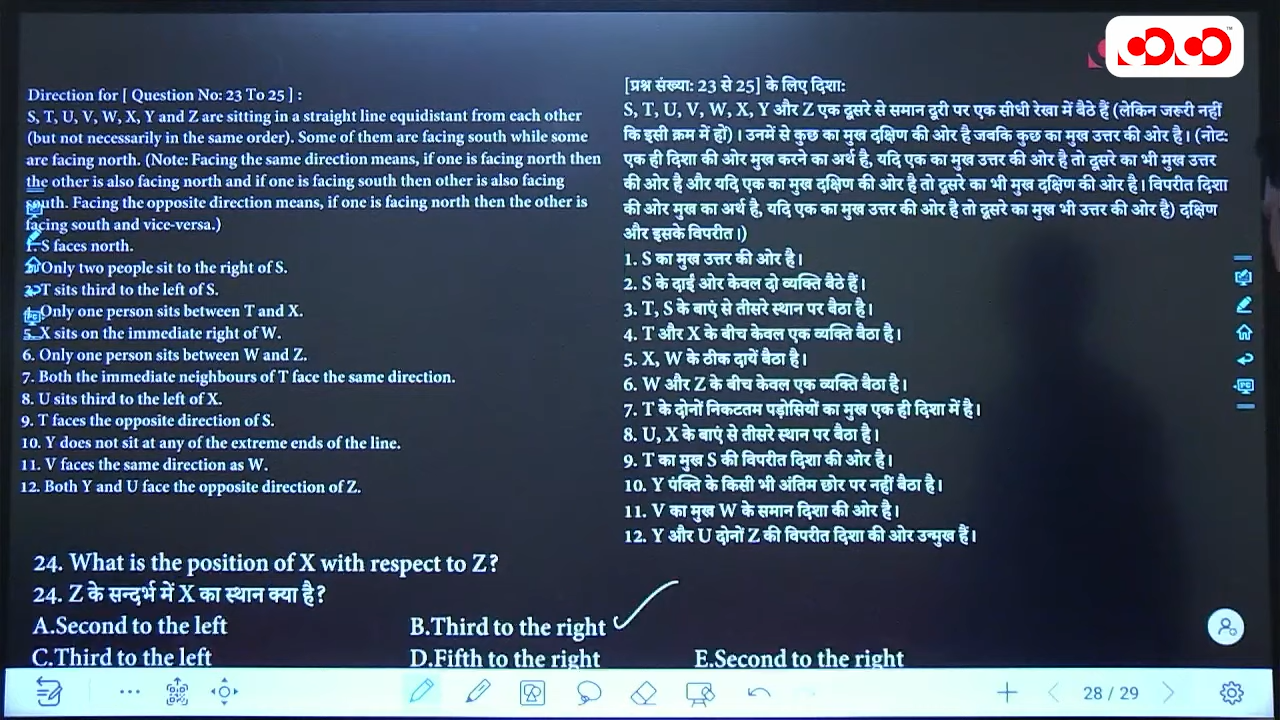 Direction for [ Question No: 23 To 25 ] :
S, T, U, V, W, X, Y and Z are sitting in a straight line equidistant from each other
(but not necessarily in the same order). Some of them are facing south while some
are facing north. (Note: Facing the same direction means, if one is facing north then
the other is also facing north and if one is facing south then other is also facing
south. Facing the opposite direction means, if one is facing north then the other is
facing south and vice-versa.)
1. S faces north.
Only two people sit to the right of S.
T sits third to the left of S.
Only one person sits between T and X.
5. X sits on the immediate right of W.
6. Only one person sits between W and Z.
7. Both the immediate neighbours of T face the same direction.
8. U sits third to the left of X.
9. T faces the opposite direction of S.
10. Y does not sit at any of the extreme ends of the line.
11. V faces the same direction as W.
12. Both Y and U face the opposite direction of Z.
[प्रश्न संख्या: 23 से 25] के लिए दिशा:
S, T, U, V, W, X, Y और Z एक दूसरे से समान दूरी पर एक सीधी रेखा में बैठे हैं (लेकिन जरूरी नहीं
कि इसी क्रम में हों)। उनमें से कुछ का मुख दक्षिण की ओर है जबकि कुछ का मुख उत्तर की ओर है। (नोट:
एक ही दिशा की ओर मुख करने का अर्थ है, यदि एक का मुख उत्तर की ओर है तो दूसरे का भी मुख उत्तर
की ओर है और यदि एक का मुख दक्षिण की ओर है तो दूसरे का भी मुख दक्षिण की ओर है। विपरीत दिशा
की ओर मुख का अर्थ है, यदि एक का मुख उत्तर की ओर है तो दूसरे का मुख भी उत्तर की ओर है) दक्षिण
और इसके विपरीत।)
1. S का मुख उत्तर की ओर है।
2. S के दाईं ओर केवल दो व्यक्ति बैठे हैं।
3. T, S के बाएं से तीसरे स्थान पर बैठा है।
4. T और X के बीच केवल एक व्यक्ति बैठा है।
5. X, W के ठीक दायें बैठा है।
6. W और Z के बीच केवल एक व्यक्ति बैठा है।
7. T के दोनों निकटतम पड़ोसियों का मुख एक ही दिशा में है।
8. U, X के बाएं से तीसरे स्थान पर बैठा है।
9. T का मुख S की विपरीत दिशा की ओर है।
10. Y पंक्ति के किसी भी अंतिम छोर पर नहीं बैठा है।
11. V का मुख W के समान दिशा की ओर है।
12. Y और U दोनों Z की विपरीत दिशा की ओर उन्मुख हैं।
24. What is the position of X with respect to Z?
24. Z के सन्दर्भ में X का स्थान क्या है?
A.Second to the left B.Third to the right
C.Third to the left D.Fifth to the right E.Second to the right
28 / 29